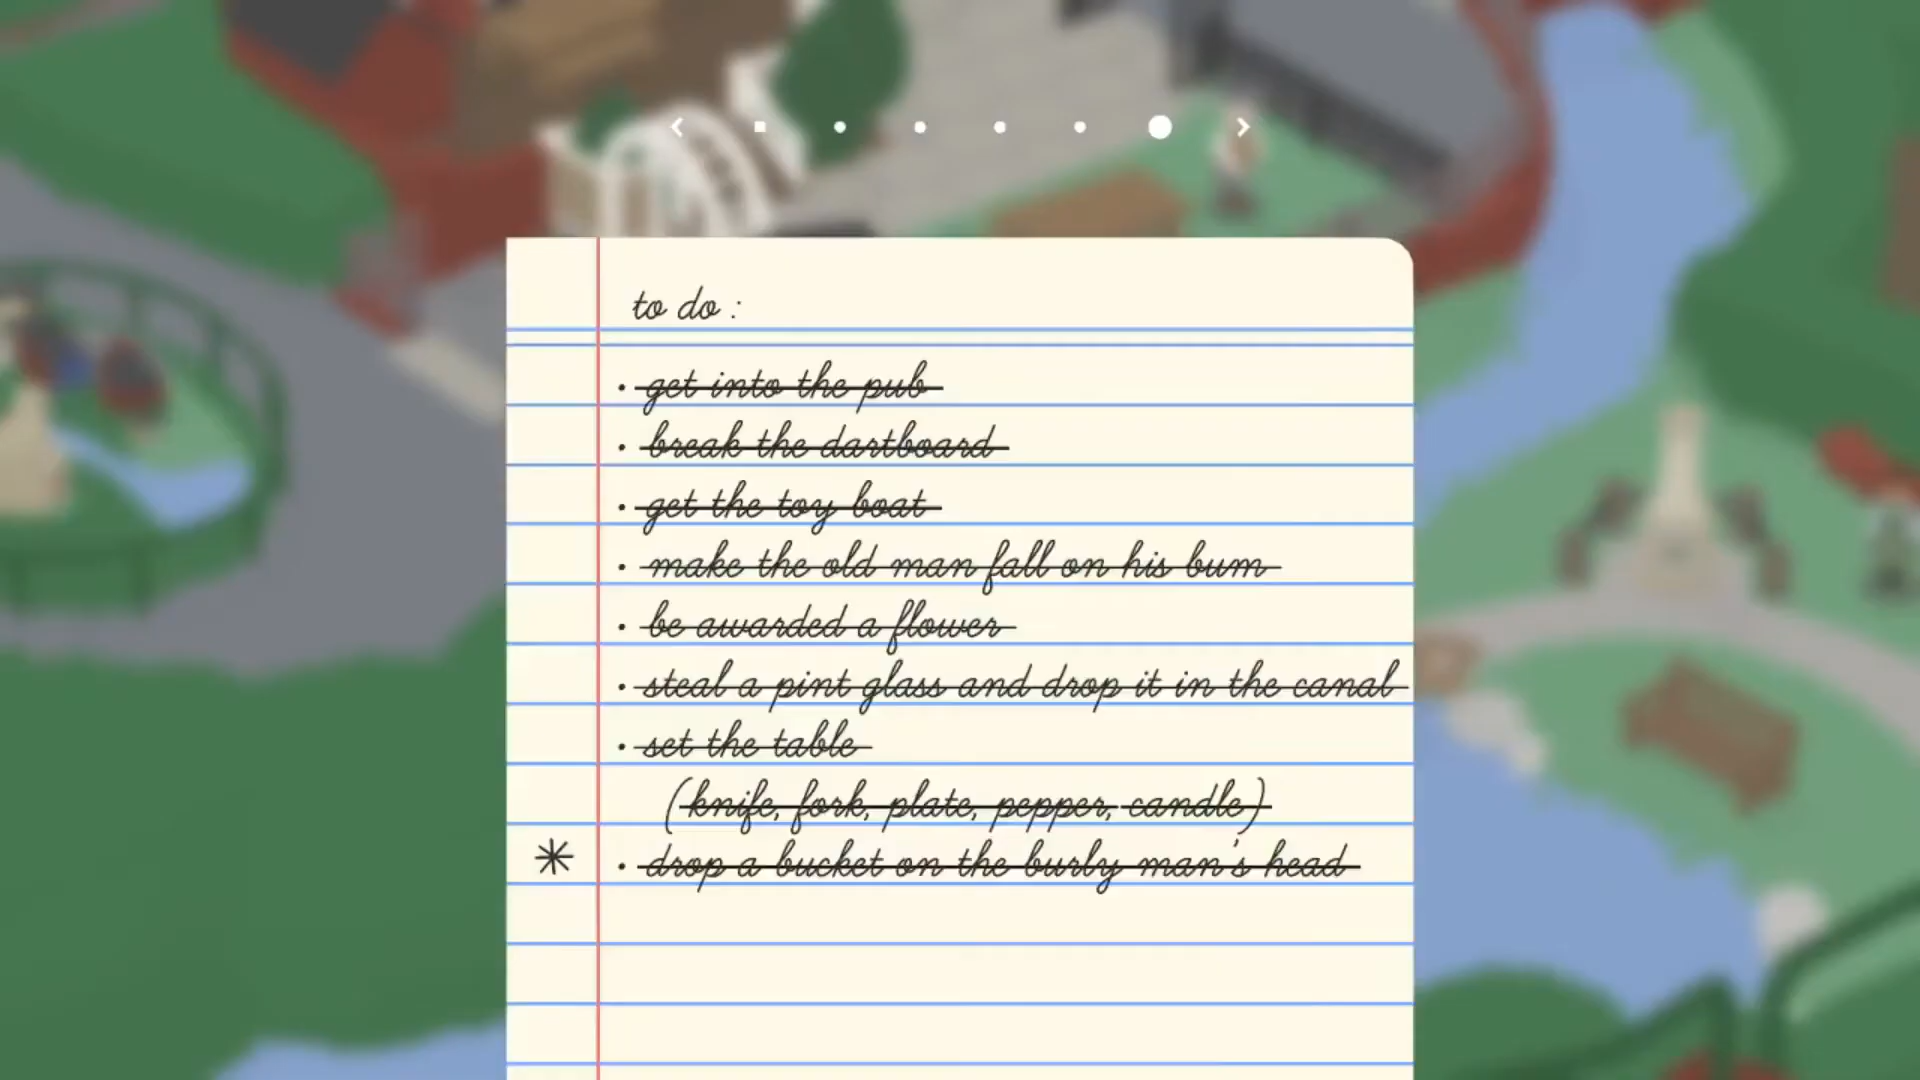 to do :
• get into the pub
• break the dartboard
• get the toy boat
• make the old man fall on his bum
• be awarded a flower
• steal a pint glass and drop it in the canal
• set the table
(knife, fork, plate, pepper, candle)
* • drop a bucket on the burly man's head